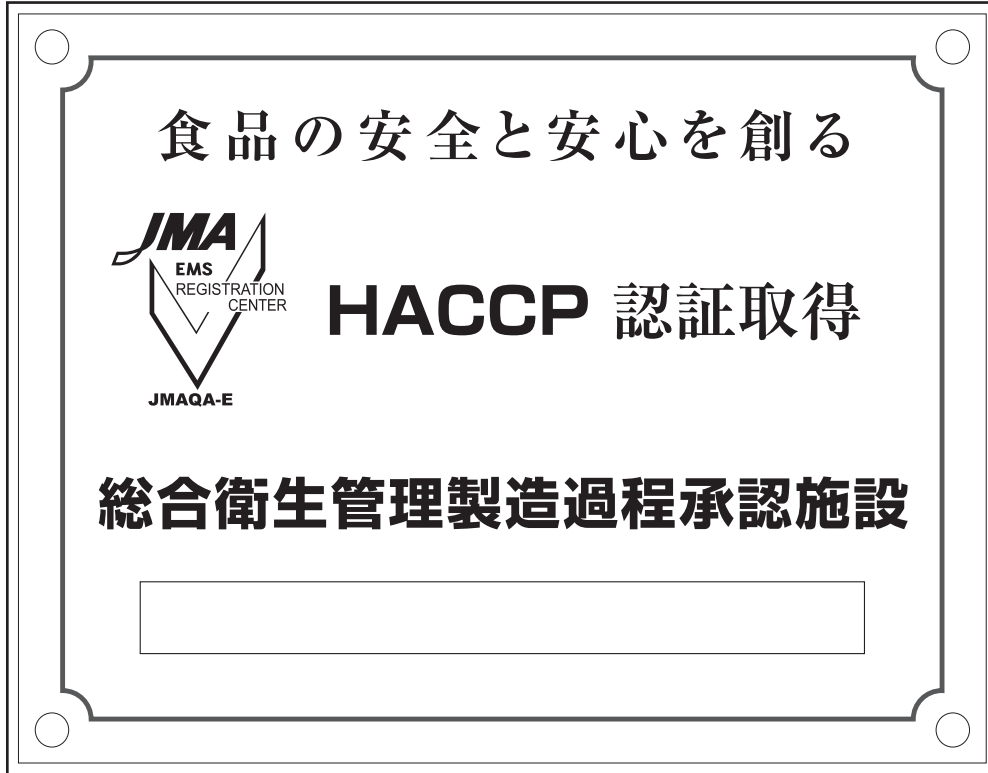 食品の安全と安心を創る
JMA
EMS
REGISTRATION
CENTER
JMAQA-E
HACCP 認証取得
総合衛生管理製造過程承認施設